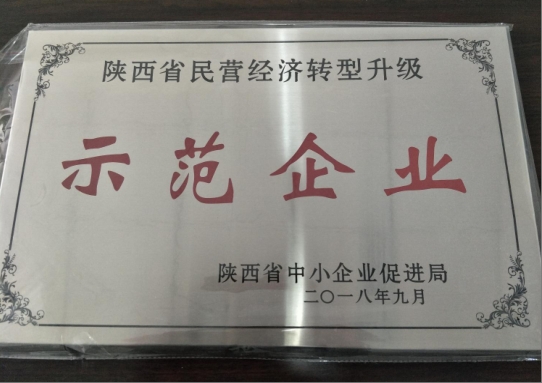 陕西省民营经济转型升级
示范企业
陕西省中小企业促进局
二〇一八年九月